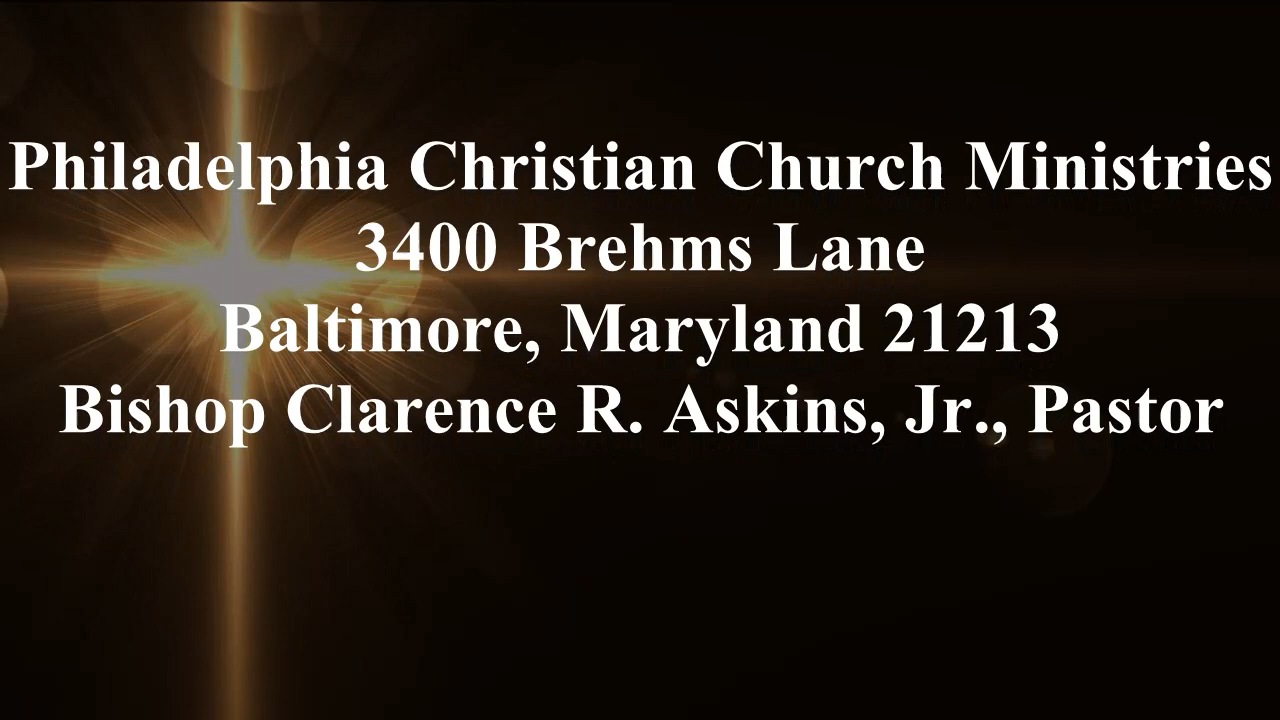 Philadelphia Christian Church Ministries
3400 Brehms Lane
Baltimore, Maryland 21213
Bishop Clarence R. Askins, Jr., Pastor